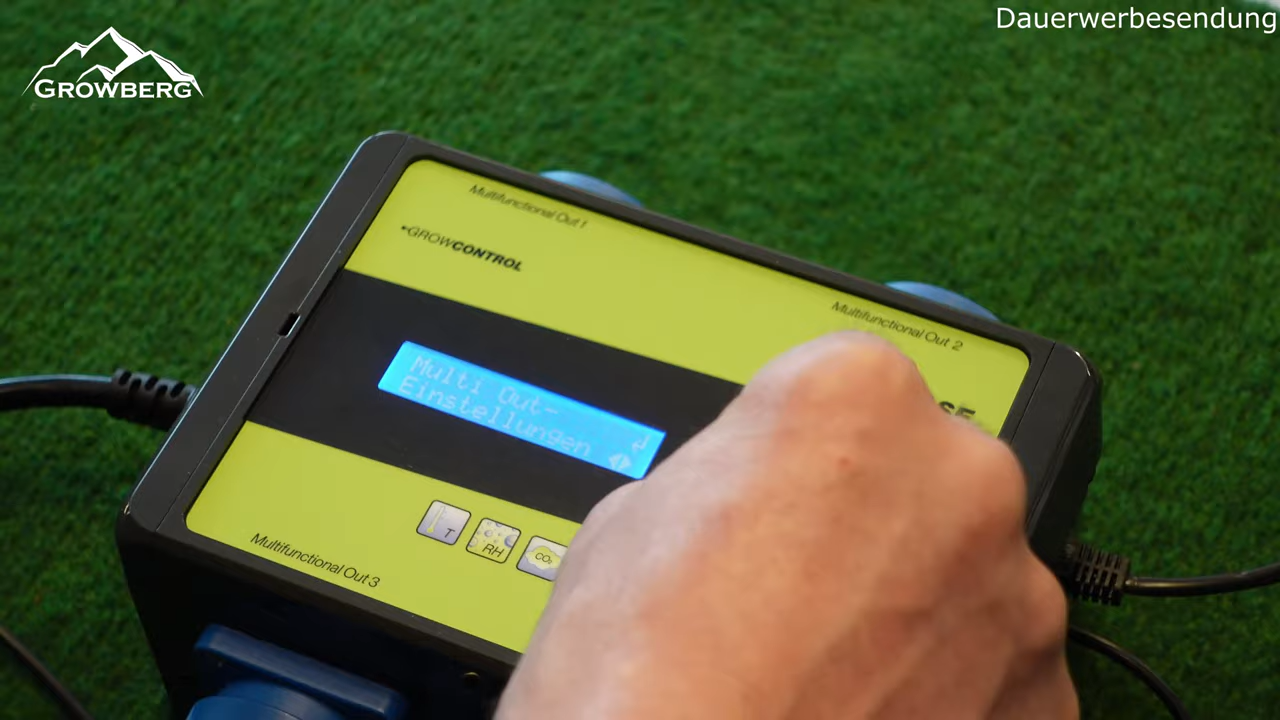 Dauerwerbesendung
GROWBERG
Multifunctional Out 1
GROWCONTROL
Multifunctional Out 2
Multi Out-
Einstellungen
T
RH
CO₂
Multifunctional Out 3